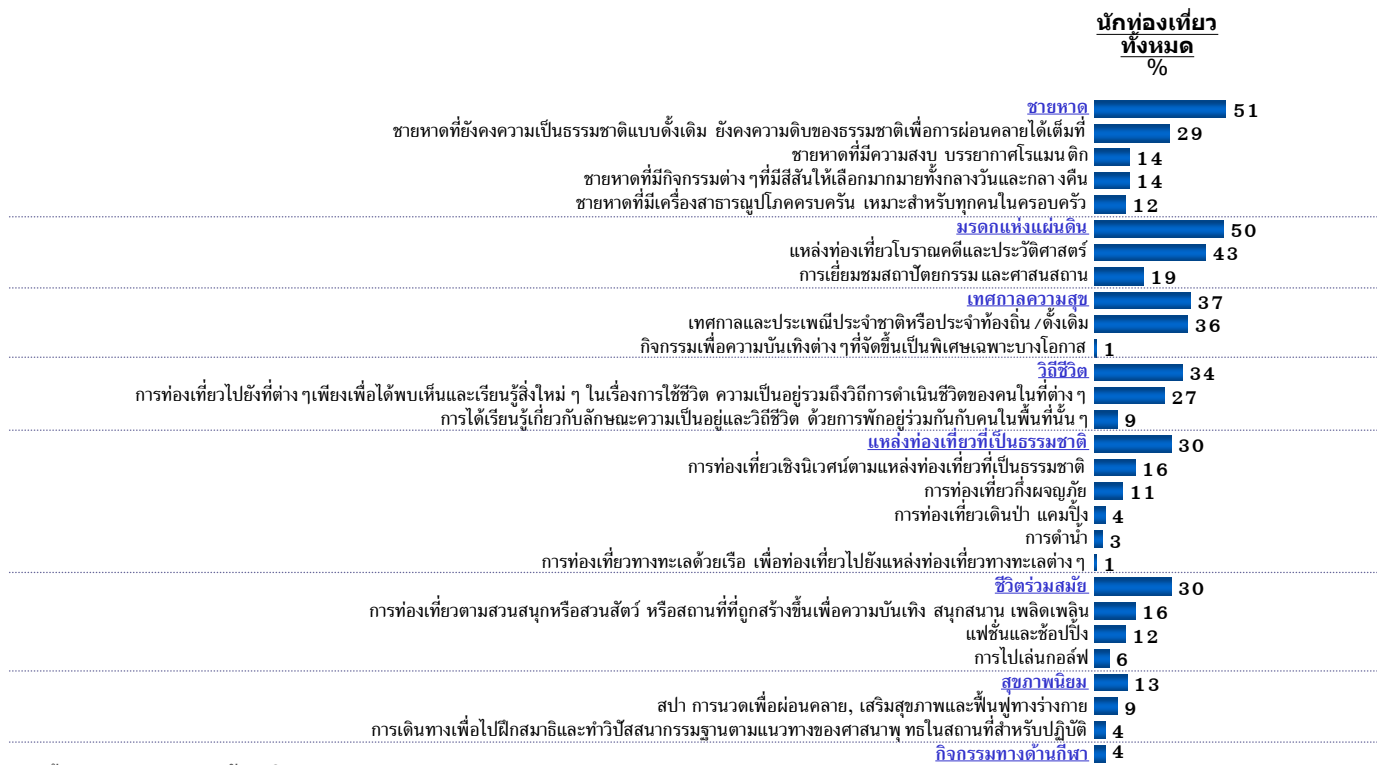 นักท่องเที่ยว
ทั้งหมด
%
ชายหาด 51
ชายหาดที่ยังคงความเป็นธรรมชาติแบบดั้งเดิม ยังคงความดิบของธรรมชาติเพื่อการผ่อนคลายได้เต็มที่ 29
ชายหาดที่มีความสงบ บรรยากาศโรแมนติก 14
ชายหาดที่มีกิจกรรมต่างๆที่มีสีสันให้เลือกมากมายทั้งกลางวันและกลางคืน 14
ชายหาดที่มีเครื่องสาธารณูปโภคครบครัน เหมาะสำหรับทุกคนในครอบครัว 12
มรดกแห่งแผ่นดิน 50
แหล่งท่องเที่ยวโบราณคดีและประวัติศาสตร์ 43
การเยี่ยมชมสถาปัตยกรรมและศาสนสถาน 19
เทศกาลความสุข 37
เทศกาลและประเพณีประจำชาติหรือประจำท้องถิ่น/ดั้งเดิม 36
กิจกรรมเพื่อความบันเทิงต่างๆที่จัดขึ้นเป็นพิเศษเฉพาะบางโอกาส 1
วิถีชีวิต 34
การท่องเที่ยวไปยังที่ต่างๆเพียงเพื่อได้พบเห็นและเรียนรู้สิ่งใหม่ ๆ ในเรื่องการใช้ชีวิต ความเป็นอยู่รวมถึงวิถีการดำเนินชีวิตของคนในที่ต่างๆ 27
การได้เรียนรู้เกี่ยวกับลักษณะความเป็นอยู่และวิถีชีวิต ด้วยการพักอยู่ร่วมกันกับคนในพื้นที่นั้นๆ 9
แหล่งท่องเที่ยวที่เป็นธรรมชาติ 30
การท่องเที่ยวเชิงนิเวศน์ตามแหล่งท่องเที่ยวที่เป็นธรรมชาติ 16
การท่องเที่ยวกึ่งผจญภัย 11
การท่องเที่ยวเดินป่า แคมปิ้ง 4
การดำน้ำ 3
การท่องเที่ยวทางทะเลด้วยเรือ เพื่อท่องเที่ยวไปยังแหล่งท่องเที่ยวทางทะเลต่างๆ 1
ชีวิตร่วมสมัย 30
การท่องเที่ยวตามสวนสนุกหรือสวนสัตว์ หรือสถานที่ที่ถูกสร้างขึ้นเพื่อความบันเทิง สนุกสนาน เพลิดเพลิน 16
แฟชั่นและช้อปปิ้ง 12
การไปเล่นกอล์ฟ 6
สุขภาพนิยม 13
สปา การนวดเพื่อผ่อนคลาย, เสริมสุขภาพและฟื้นฟูทางร่างกาย 9
การเดินทางเพื่อไปฝึกสมาธิและทำวิปัสสนากรรมฐานตามแนวทางของศาสนาพุทธในสถานที่สำหรับปฏิบัติ 4
กิจกรรมทางด้านกีฬา 4